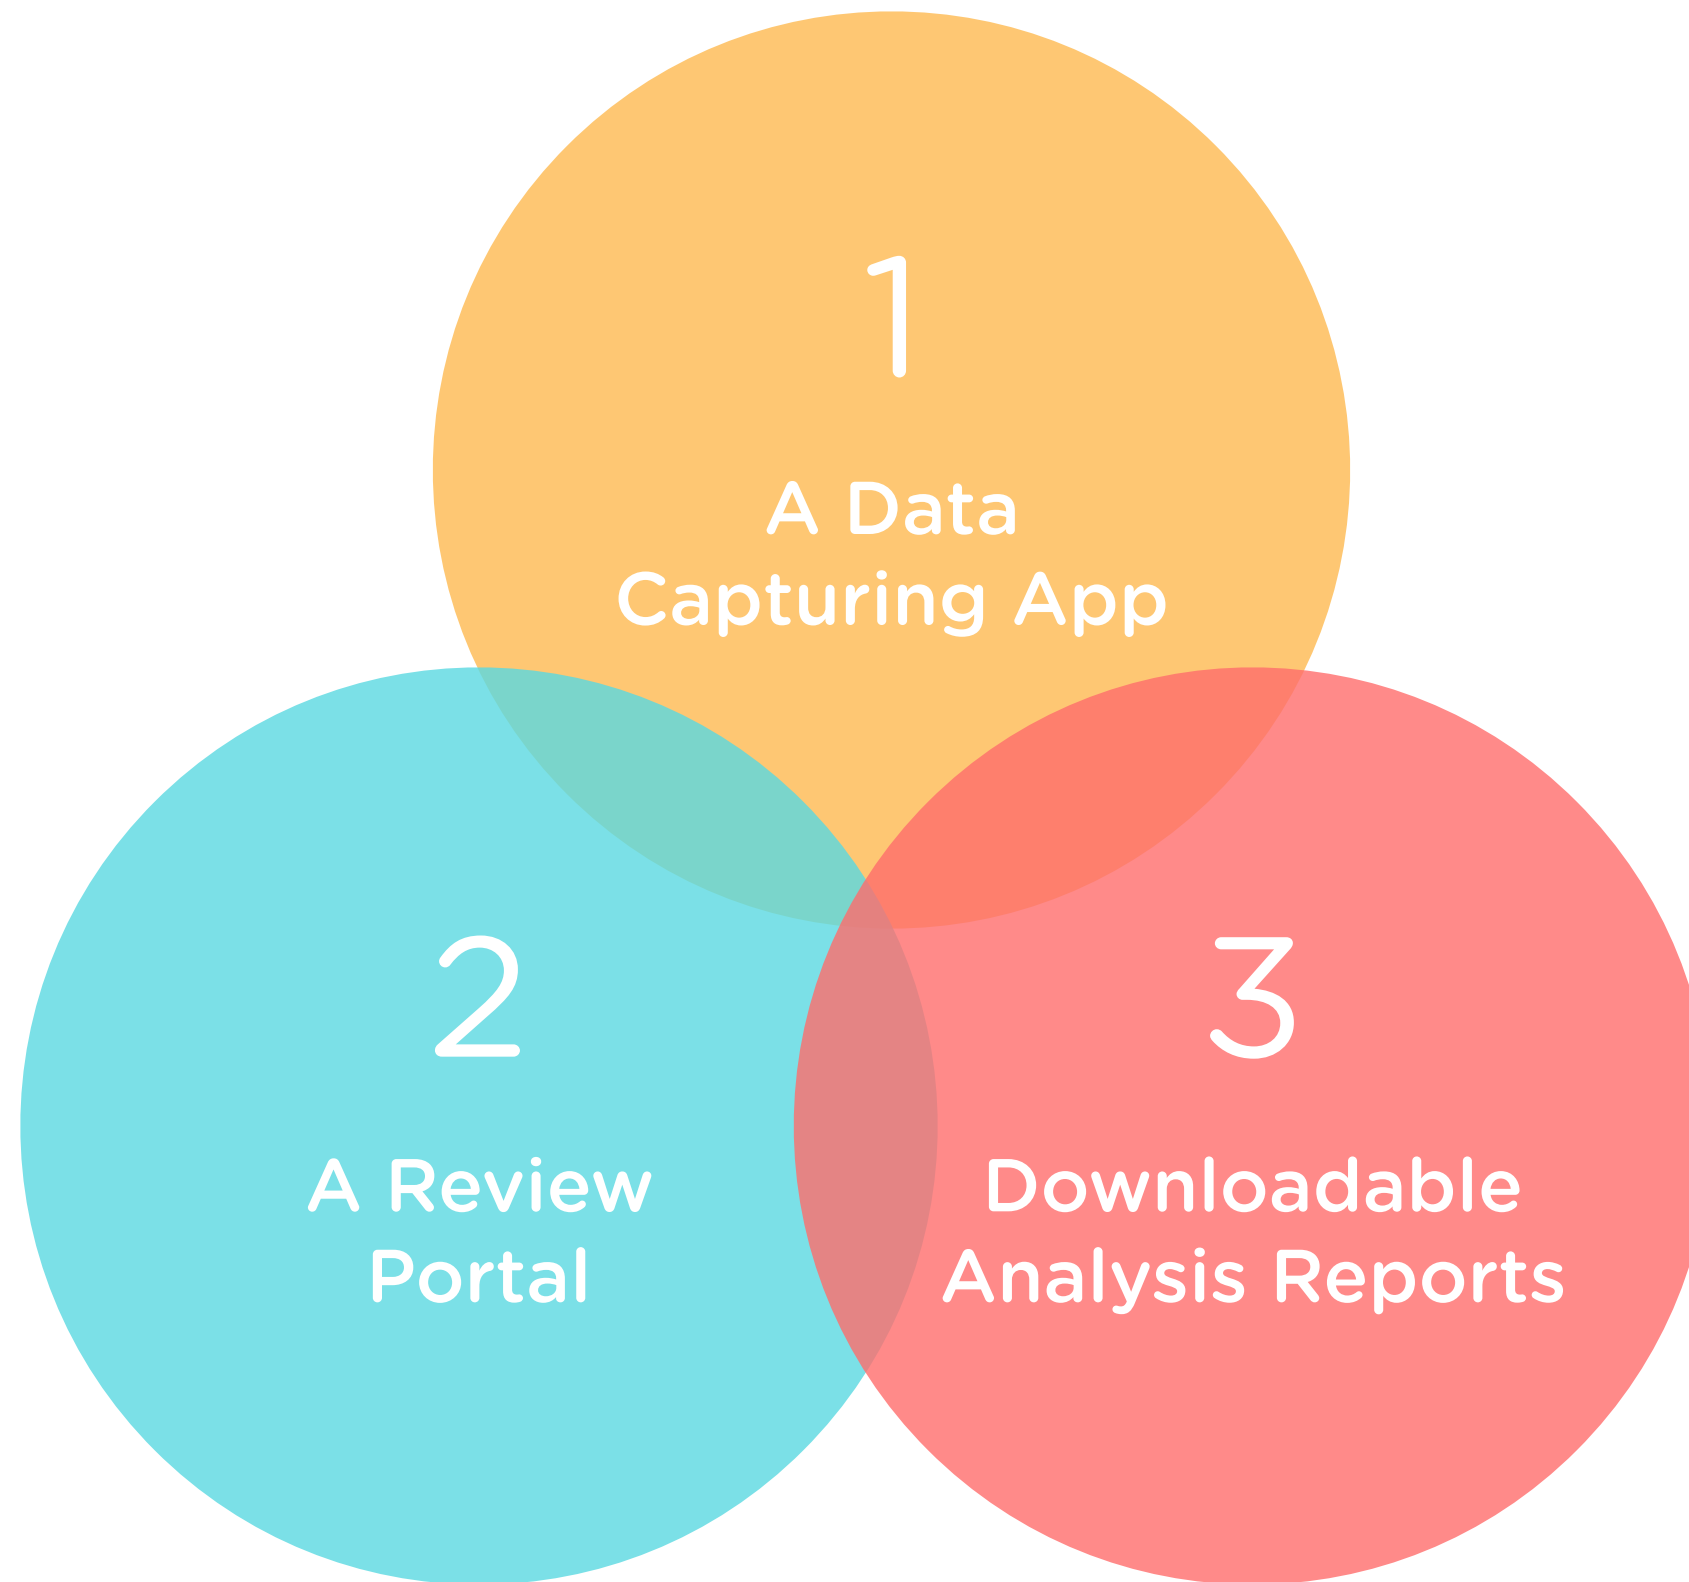 1
A Data
Capturing App
2
A Review
Portal
3
Downloadable
Analysis Reports